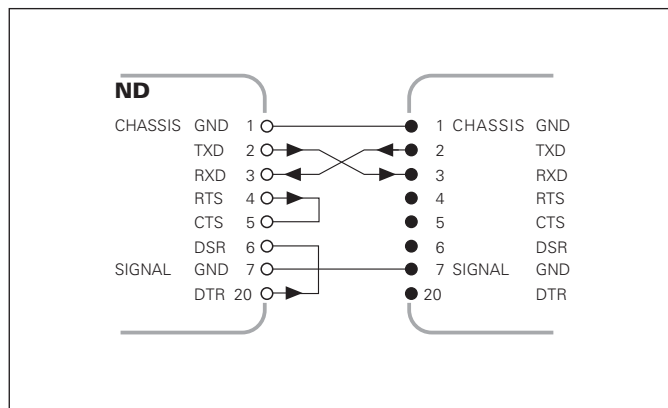 ND
CHASSIS GND 1 1 CHASSIS GND
TXD 2 2 TXD
RXD 3 3 RXD
RTS 4 4 RTS
CTS 5 5 CTS
DSR 6 6 DSR
SIGNAL GND 7 7 SIGNAL GND
DTR 20 20 DTR